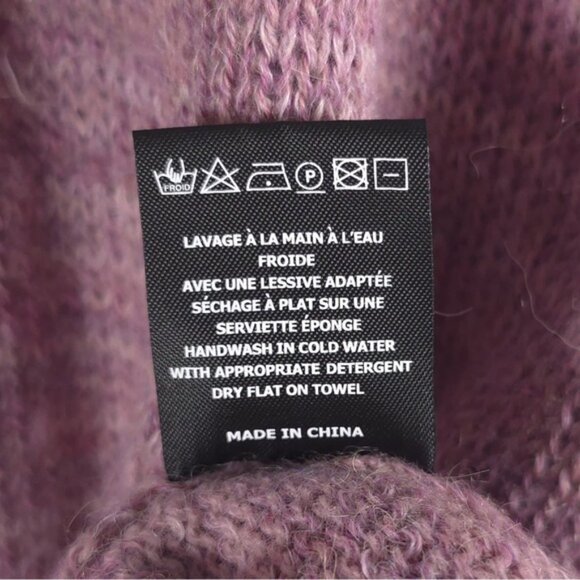 FROID P
LAVAGE À LA MAIN À L'EAU
FROIDE
AVEC UNE LESSIVE ADAPTÉE
SÉCHAGE À PLAT SUR UNE
SERVIETTE ÉPONGE
HANDWASH IN COLD WATER
WITH APPROPRIATE DETERGENT
DRY FLAT ON TOWEL
MADE IN CHINA